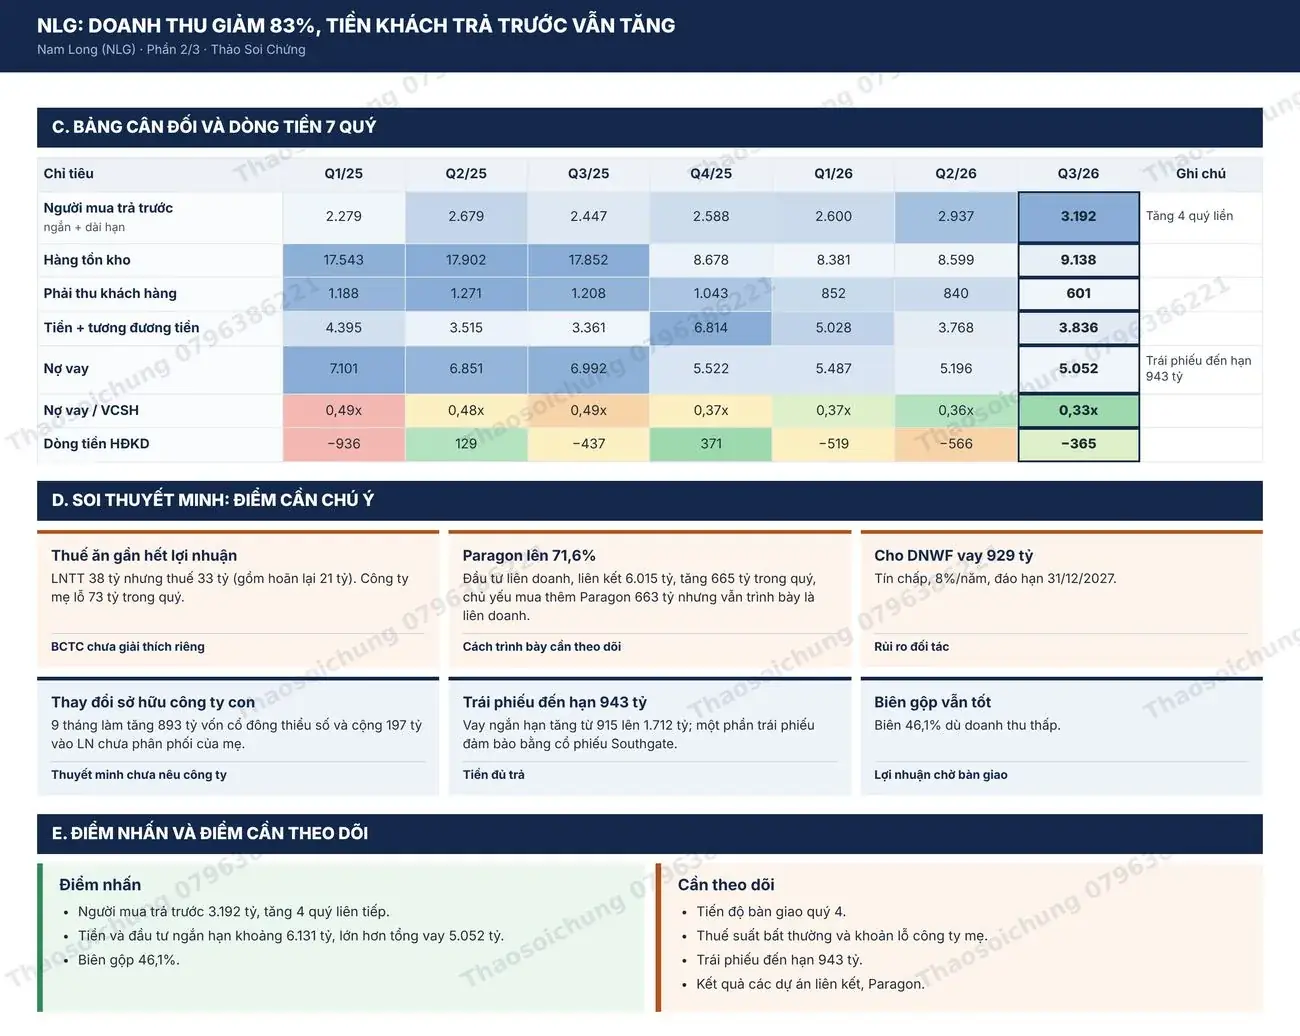 NLG: DOANH THU GIẢM 83%, TIỀN KHÁCH TRẢ TRƯỚC VẪN TĂNG
Nam Long (NLG) · Phần 2/3 · Thảo Soi Chứng
C. BẢNG CÂN ĐỐI VÀ DÒNG TIỀN 7 QUÝ
Chỉ tiêu Q1/25 Q2/25 Q3/25 Q4/25 Q1/26 Q2/26 Q3/26 Ghi chú
Người mua trả trước
ngắn + dài hạn
2.279 2.679 2.447 2.588 2.600 2.937 3.192 Tăng 4 quý liền
Hàng tồn kho 17.543 17.902 17.852 8.678 8.381 8.599 9.138
Phải thu khách hàng 1.188 1.271 1.208 1.043 852 840 601
Tiền + tương đương tiền 4.395 3.515 3.361 6.814 5.028 3.768 3.836
Nợ vay 7.101 6.851 6.992 5.522 5.487 5.196 5.052 Trái phiếu đến hạn
943 tỷ
Nợ vay / VCSH 0,49x 0,48x 0,49x 0,37x 0,37x 0,36x 0,33x
Dòng tiền HĐKD −936 129 −437 371 −519 −566 −365
D. SOI THUYẾT MINH: ĐIỂM CẦN CHÚ Ý
Thuế ăn gần hết lợi nhuận
LNTT 38 tỷ nhưng thuế 33 tỷ (gồm hoãn lại 21 tỷ). Công ty
mẹ lỗ 73 tỷ trong quý.
BCTC chưa giải thích riêng
Paragon lên 71,6%
Đầu tư liên doanh, liên kết 6.015 tỷ, tăng 665 tỷ trong quý,
chủ yếu mua thêm Paragon 663 tỷ nhưng vẫn trình bày là
liên doanh.
Cách trình bày cần theo dõi
Cho DNWF vay 929 tỷ
Tín chấp, 8%/năm, đáo hạn 31/12/2027.
Rủi ro đối tác
Thay đổi sở hữu công ty con
9 tháng làm tăng 893 tỷ vốn cổ đông thiểu số và cộng 197 tỷ
vào LN chưa phân phối của mẹ.
Thuyết minh chưa nêu công ty
Trái phiếu đến hạn 943 tỷ
Vay ngắn hạn tăng từ 915 lên 1.712 tỷ; một phần trái phiếu
đảm bảo bằng cổ phiếu Southgate.
Tiền đủ trả
Biên gộp vẫn tốt
Biên 46,1% dù doanh thu thấp.
Lợi nhuận chờ bàn giao
E. ĐIỂM NHẤN VÀ ĐIỂM CẦN THEO DÕI
Điểm nhấn
• Người mua trả trước 3.192 tỷ, tăng 4 quý liên tiếp.
• Tiền và đầu tư ngắn hạn khoảng 6.131 tỷ, lớn hơn tổng vay 5.052 tỷ.
• Biên gộp 46,1%.
Cần theo dõi
• Tiến độ bàn giao quý 4.
• Thuế suất bất thường và khoản lỗ công ty mẹ.
• Trái phiếu đến hạn 943 tỷ.
• Kết quả các dự án liên kết, Paragon.
Thaosoichung 0796386221